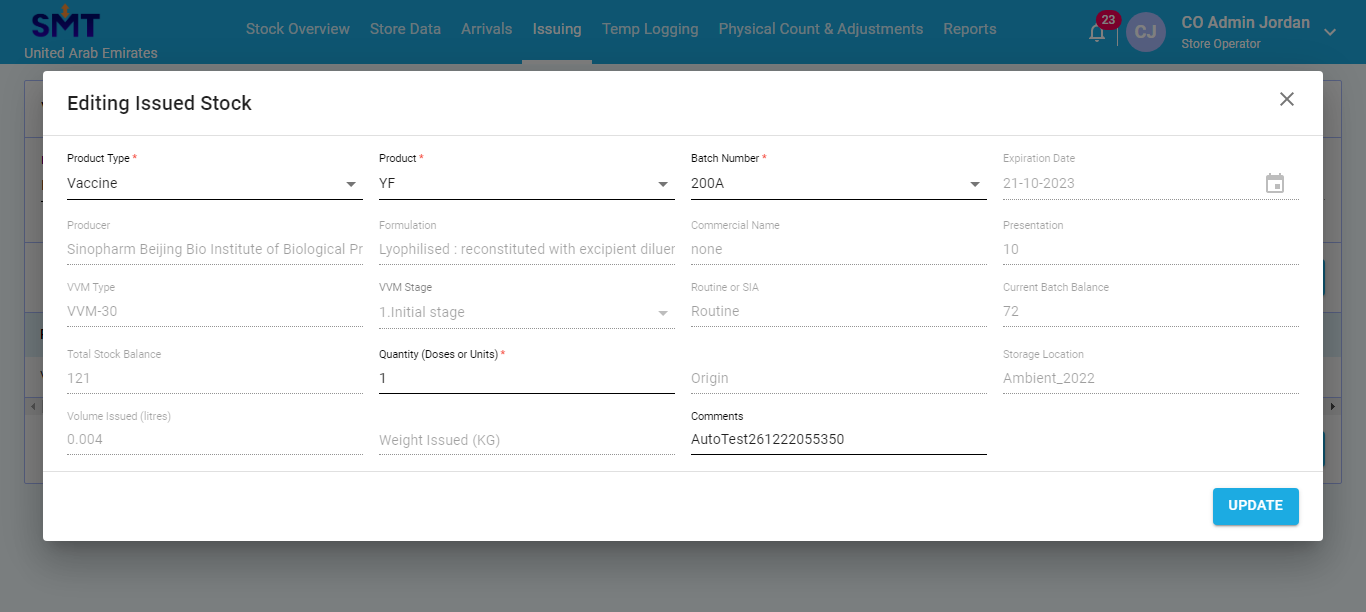 SMT
United Arab Emirates
Stock Overview Store Data Arrivals Issuing Temp Logging Physical Count & Adjustments Reports
23
CJ
CO Admin Jordan
Store Operator
Editing Issued Stock
Product Type * Product * Batch Number * Expiration Date
Vaccine YF 200A 21-10-2023
Producer Formulation Commercial Name Presentation
Sinopharm Beijing Bio Institute of Biological Pr Lyophilised : reconstituted with excipient diluer none 10
VVM Type VVM Stage Routine or SIA Current Batch Balance
VVM-30 1.Initial stage Routine 72
Total Stock Balance Quantity (Doses or Units) * Storage Location
121 1 Origin Ambient_2022
Volume Issued (litres) Comments
0.004 Weight Issued (KG) AutoTest261222055350
UPDATE